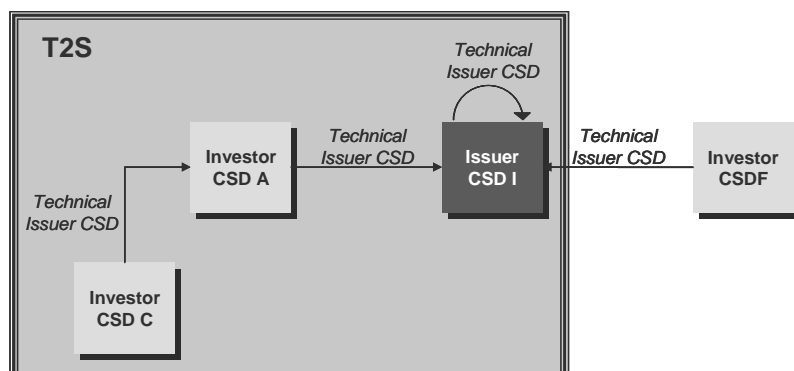 T2S
Technical
Issuer CSD
Investor
CSD A
Technical
Issuer CSD
Issuer
CSD I
Technical
Issuer CSD
Investor
CSDF
Technical
Issuer CSD
Investor
CSD C